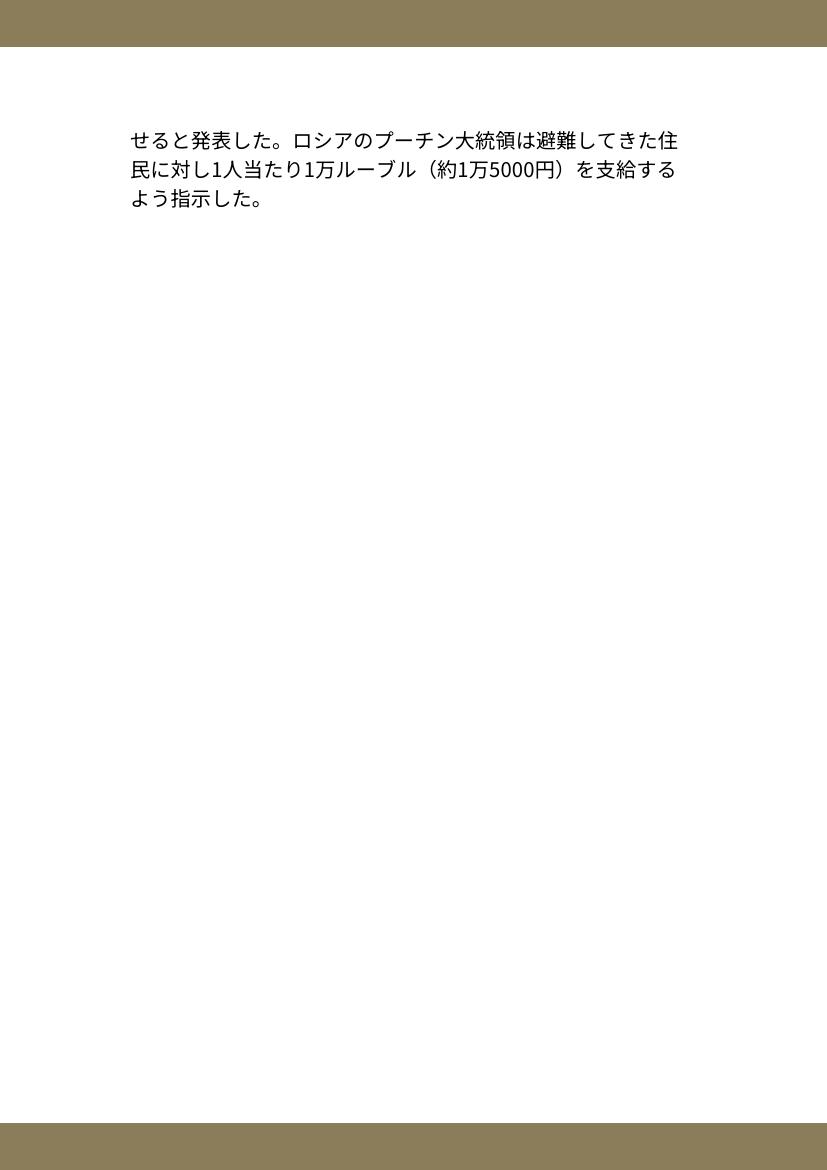 せると発表した。ロシアのプーチン大統領は避難してきた住
民に対し1人当たり1万ルーブル（約1万5000円）を支給する
よう指示した。